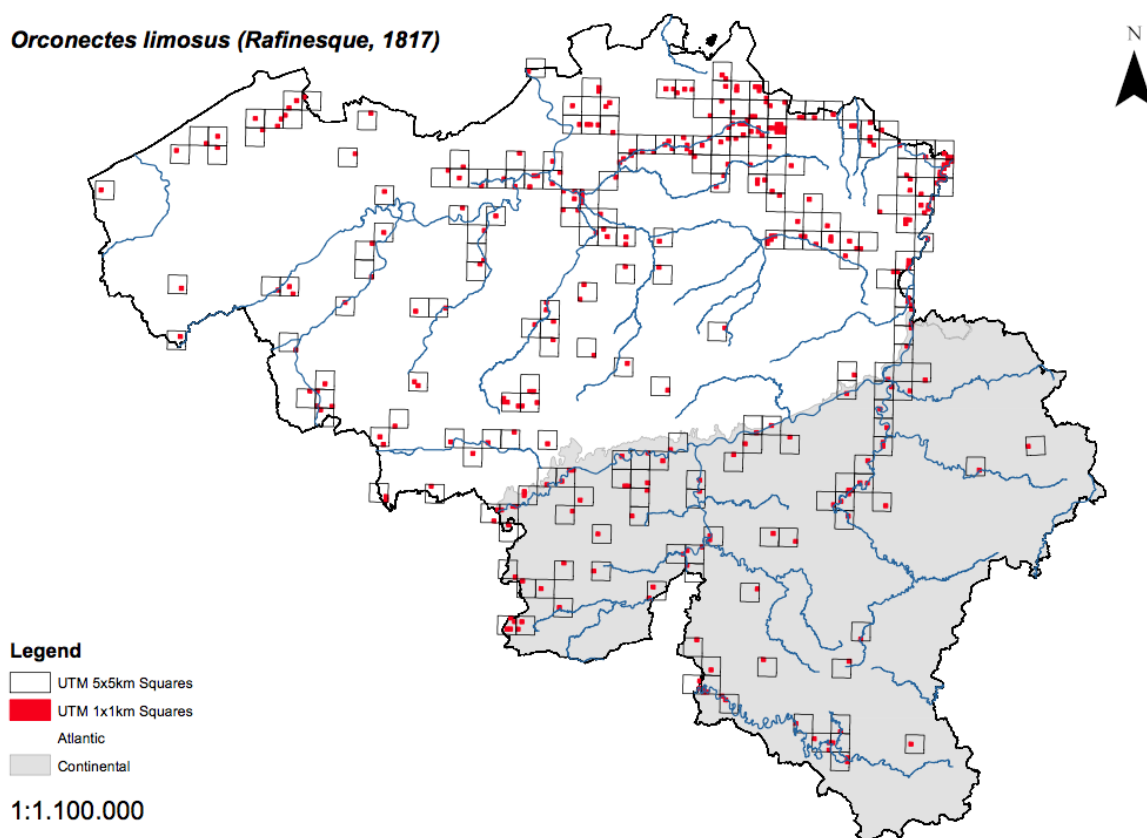 Orconectes limosus (Rafinesque, 1817)
N
Legend
UTM 5x5km Squares
UTM 1x1km Squares
Atlantic
Continental
1:1.100.000